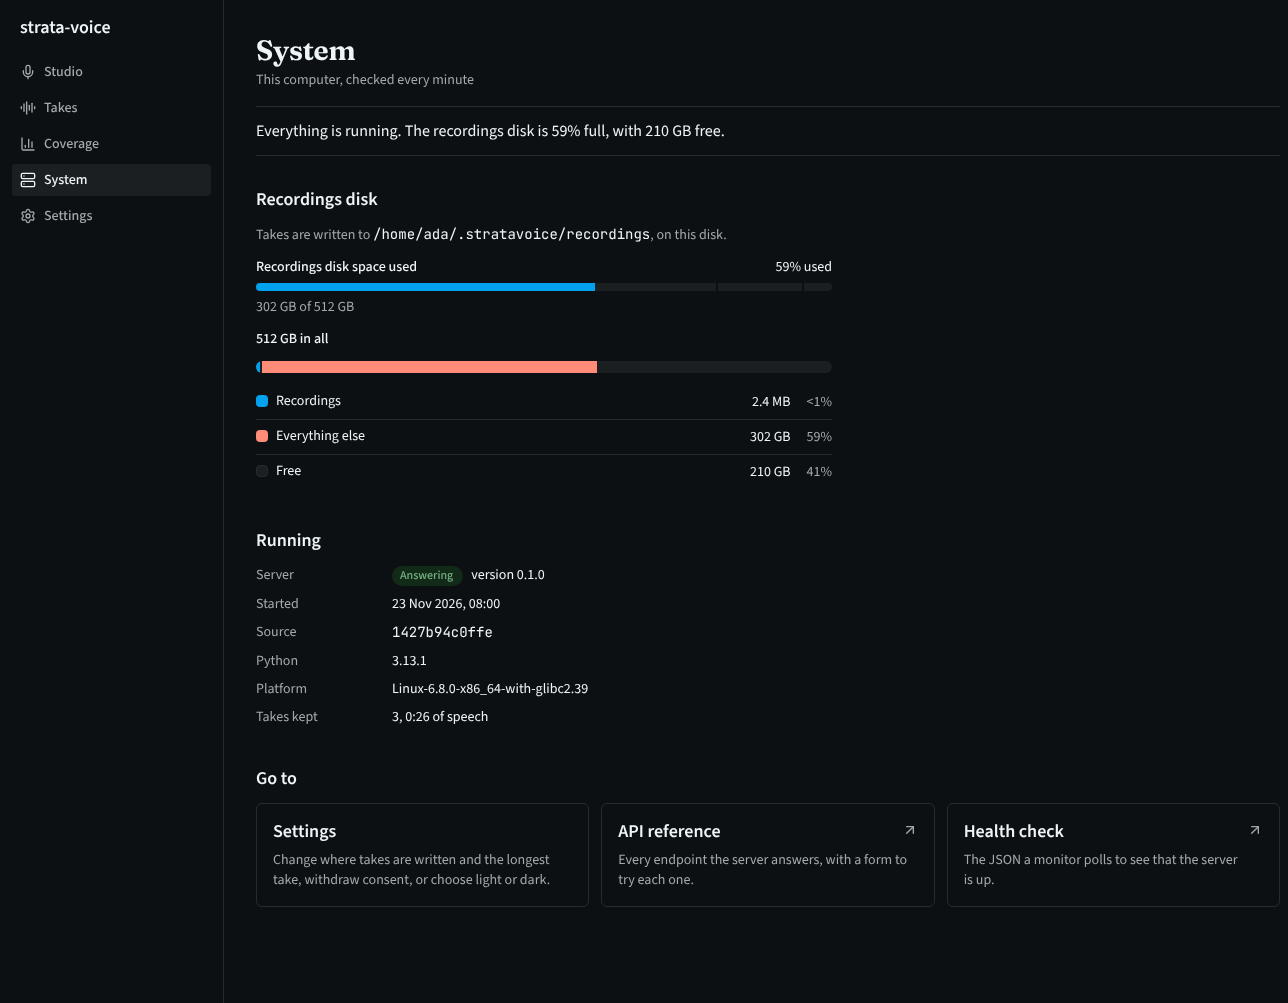 strata-voice
Studio
Takes
Coverage
System
Settings
System
This computer, checked every minute
Everything is running. The recordings disk is 59% full, with 210 GB free.
Recordings disk
Takes are written to /home/ada/.stratavoice/recordings, on this disk.
Recordings disk space used 59% used
302 GB of 512 GB
512 GB in all
Recordings 2.4 MB <1%
Everything else 302 GB 59%
Free 210 GB 41%
Running
Server Answering version 0.1.0
Started 23 Nov 2026, 08:00
Source 1427b94c0ffe
Python 3.13.1
Platform Linux-6.8.0-x86_64-with-glibc2.39
Takes kept 3, 0:26 of speech
Go to
Settings
Change where takes are written and the longest
take, withdraw consent, or choose light or dark.
API reference
Every endpoint the server answers, with a form to
try each one.
Health check
The JSON a monitor polls to see that the server
is up.